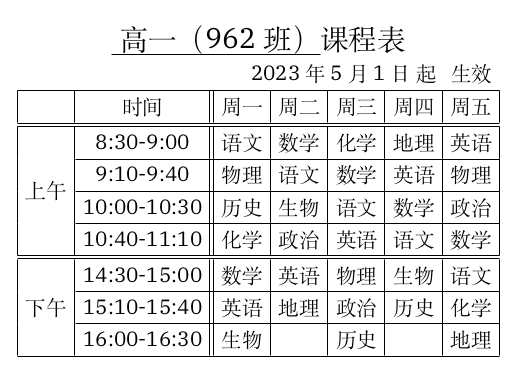 高一（962 班）课程表
2023 年 5 月 1 日 起 生效
时间 周一 周二 周三 周四 周五
上午
8:30-9:00 语文 数学 化学 地理 英语
9:10-9:40 物理 语文 数学 英语 物理
10:00-10:30 历史 生物 语文 数学 政治
10:40-11:10 化学 政治 英语 语文 数学
下午
14:30-15:00 数学 英语 物理 生物 语文
15:10-15:40 英语 地理 政治 历史 化学
16:00-16:30 生物 历史 地理